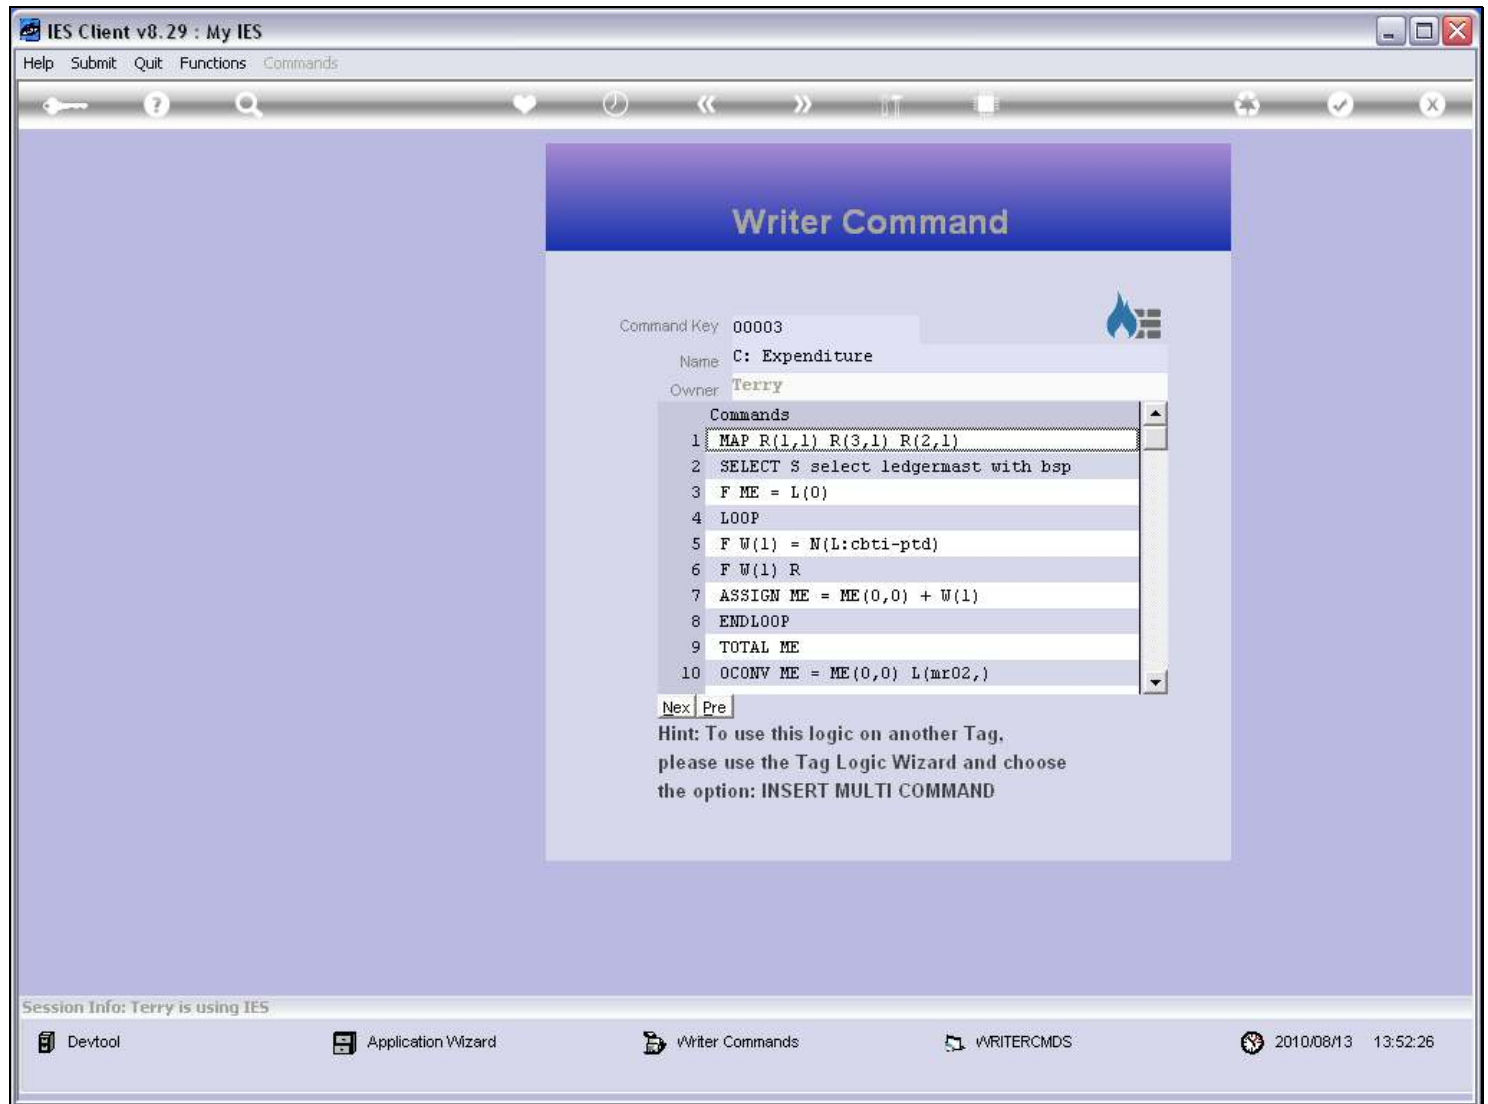 IES Client v8.29 : My IES
Help Submit Quit Functions Commands
Writer Command
Command Key 00003
Name C: Expenditure
Owner Terry
Commands
1 MAP R(1,1) R(3,1) R(2,1)
2 SELECT S select ledgermast with bsp
3 F ME = L(0)
4 LOOP
5 F W(1) = N(L:cbti-ptd)
6 F W(1) R
7 ASSIGN ME = ME(0,0) + W(1)
8 ENDLOOP
9 TOTAL ME
10 OCONV ME = ME(0,0) L(mr02,)
Nex Pre
Hint: To use this logic on another Tag,
please use the Tag Logic Wizard and choose
the option: INSERT MULTI COMMAND
Session Info: Terry is using IES
Devtool Application Wizard Writer Commands WRITERCMDS 2010/08/13 13:52:26